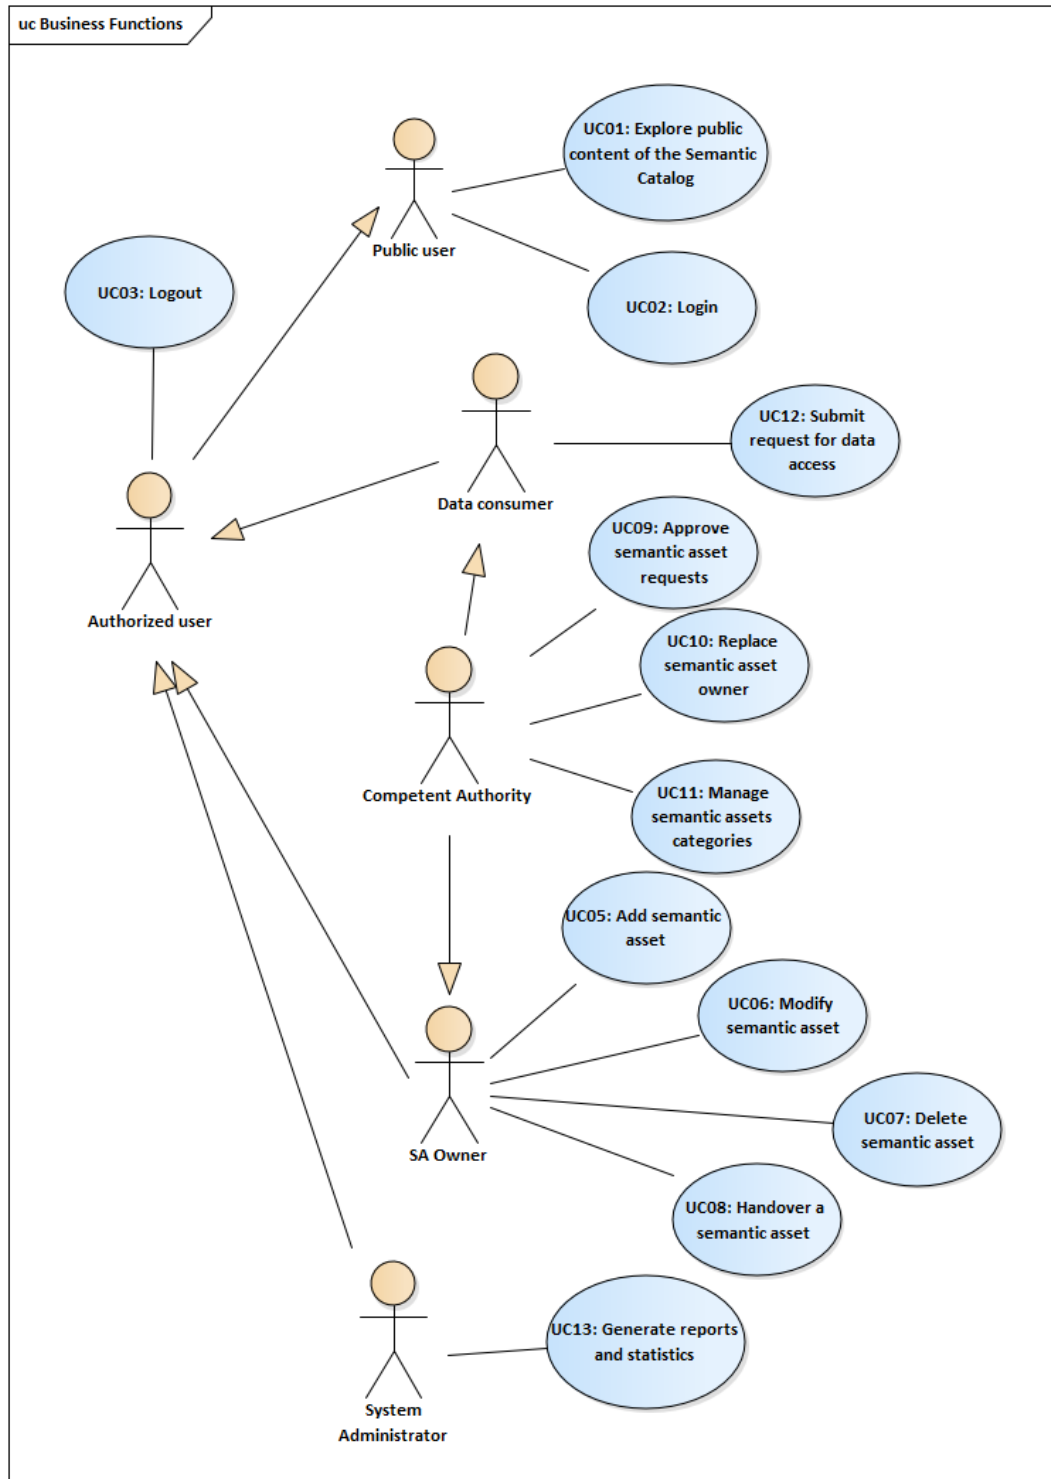 uc Business Functions
UC01: Explore public
content of the Semantic
Catalog
Public user
UC03: Logout
UC02: Login
UC12: Submit
request for data
access
Data consumer
UC09: Approve
semantic asset
requests
Authorized user
UC10: Replace
semantic asset
owner
Competent Authority
UC11: Manage
semantic assets
categories
UC05: Add semantic
asset
UC06: Modify
semantic asset
UC07: Delete
semantic asset
SA Owner
UC08: Handover a
semantic asset
UC13: Generate reports
and statistics
System
Administrator